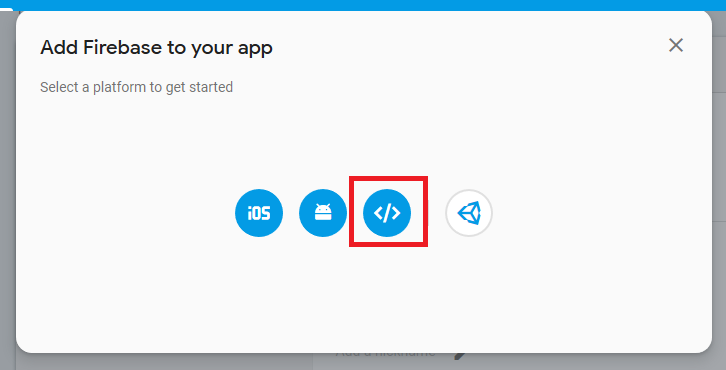 Add Firebase to your app
Select a platform to get started
iOS
</>
Add a nickname